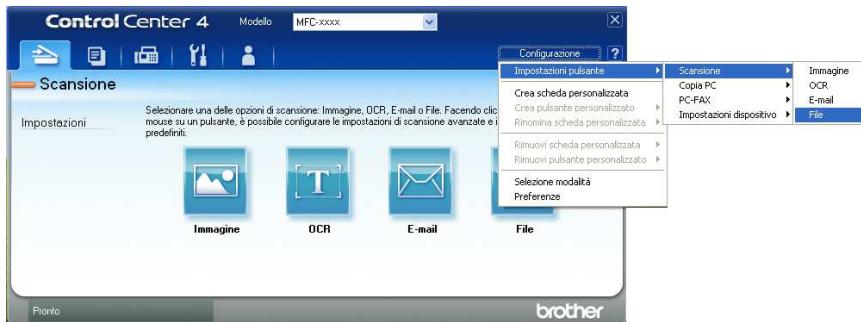 Control Center 4 Modello MFC-xxxx
Configurazione ?
Scansione
Impostazioni
Selezionare una delle opzioni di scansione: Immagine, OCR, E-mail o File. Facendo clic
mouse su un pulsante, è possibile configurare le impostazioni di scansione avanzate e i
predefiniti.
Immagine OCR E-mail File
Impostazioni pulsante
Crea scheda personalizzata
Crea pulsante personalizzato
Rinomina scheda personalizzata
Rimuovi scheda personalizzata
Rimuovi pulsante personalizzato
Selezione modalità
Preferenze
Scansione
Copia PC
PC-FAX
Impostazioni dispositivo
Immagine
OCR
E-mail
File
Pronto
brother